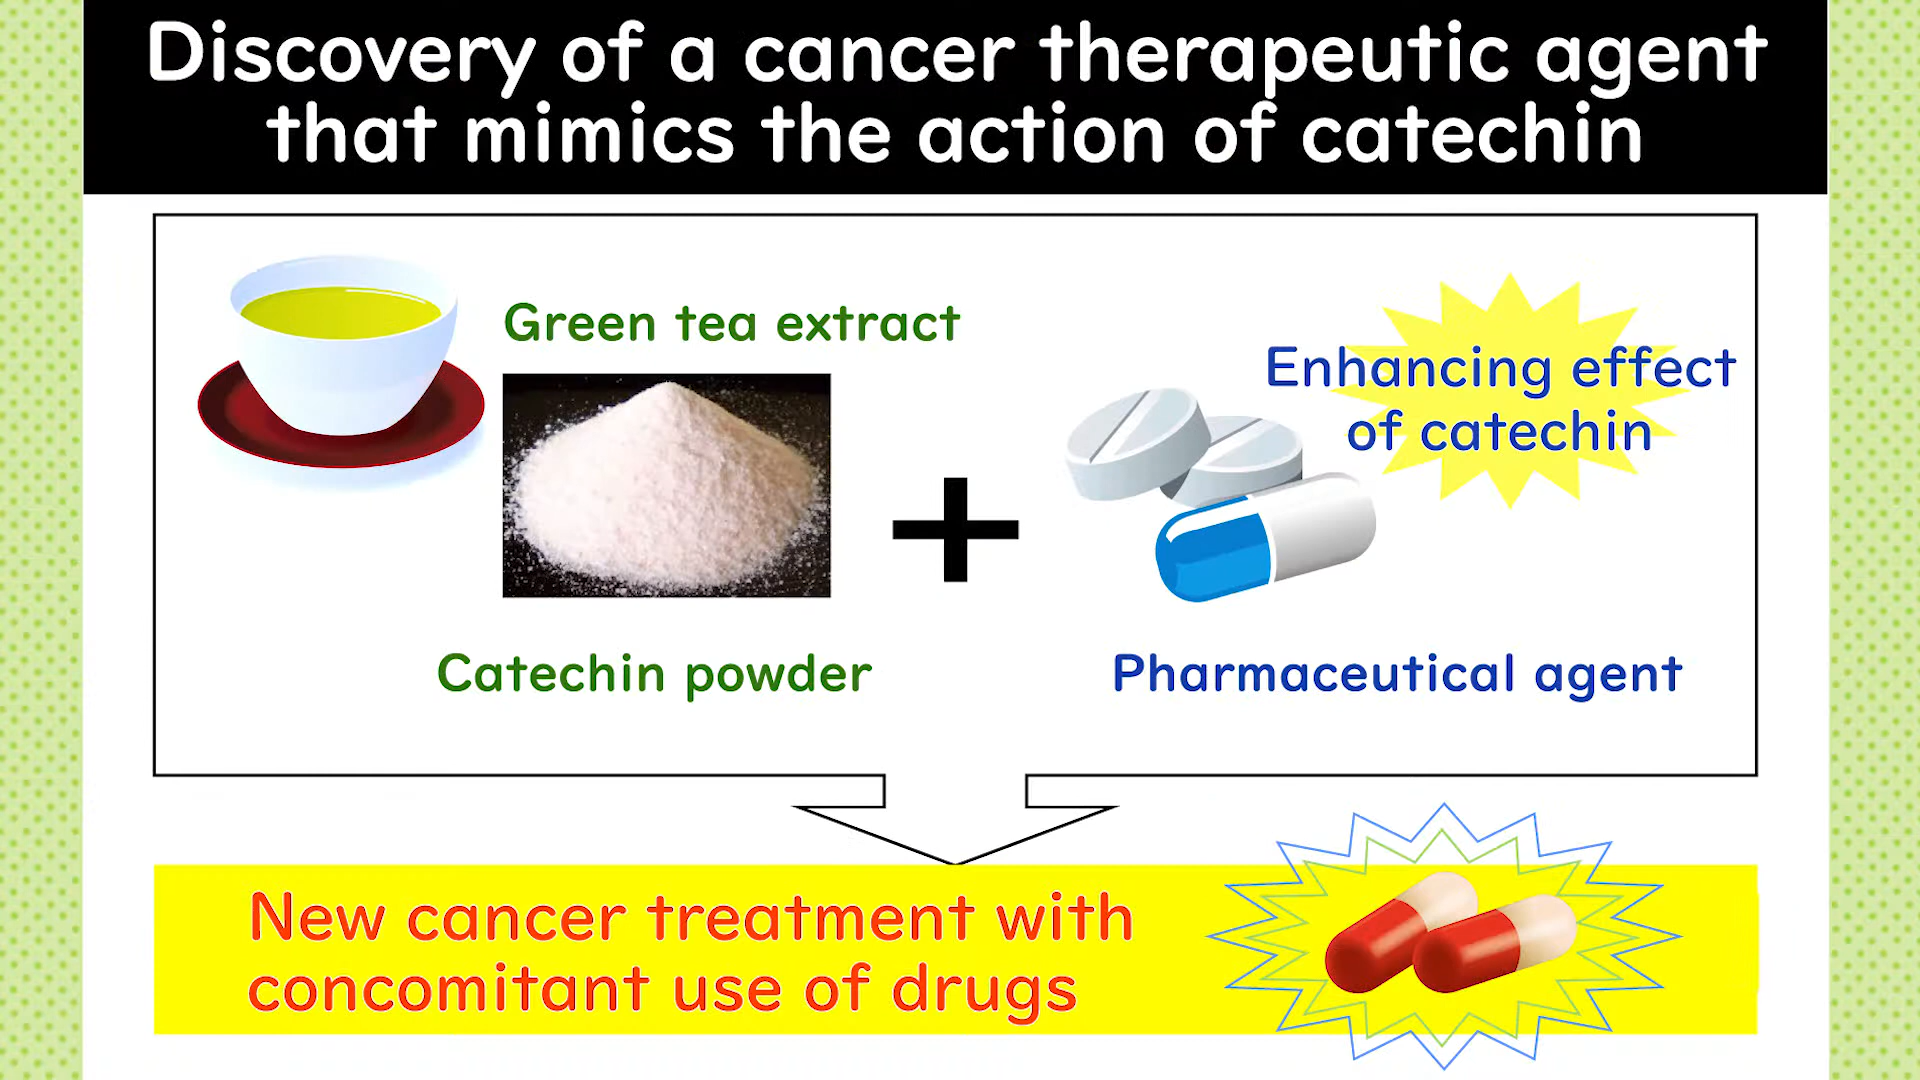 Discovery of a cancer therapeutic agent
that mimics the action of catechin
Green tea extract
Enhancing effect
of catechin
Catechin powder
Pharmaceutical agent
New cancer treatment with
concomitant use of drugs